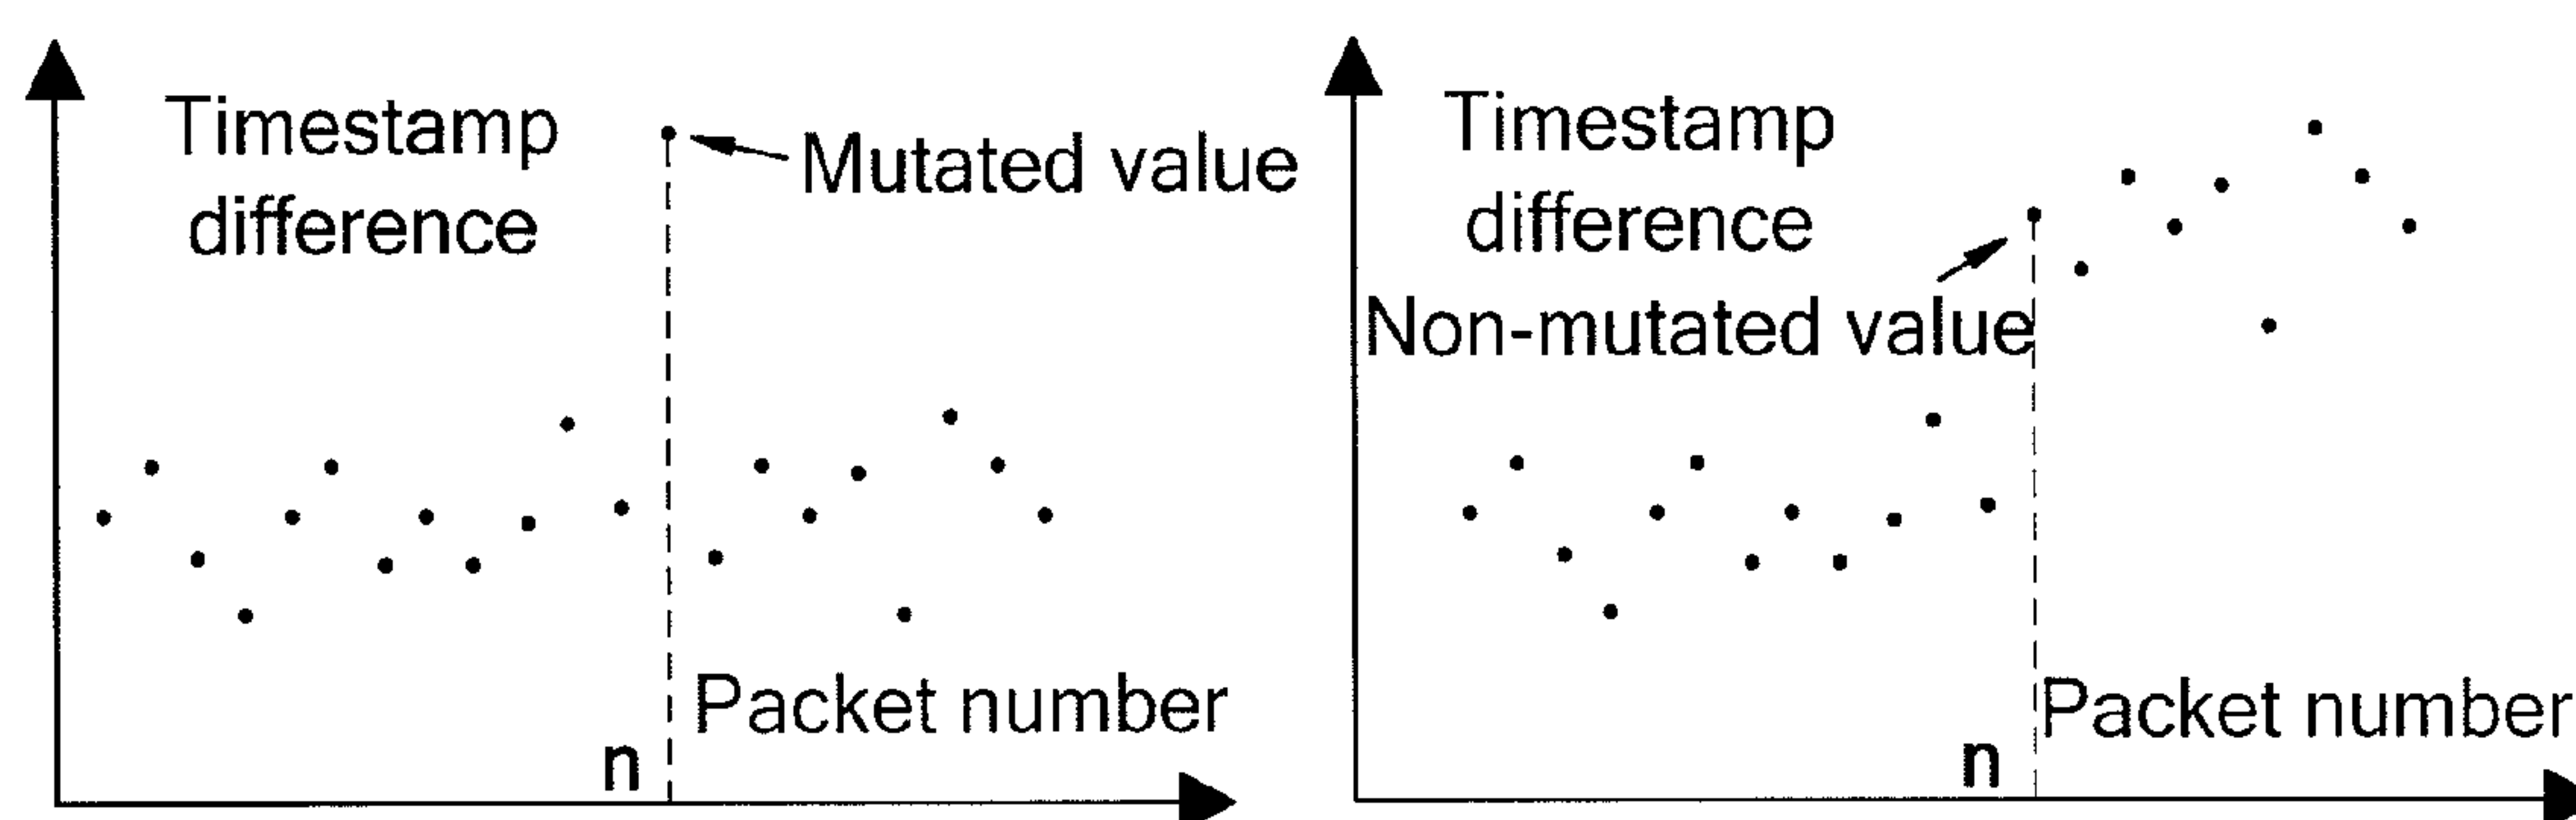 Timestamp
difference
Mutated value
Packet number
n
Timestamp
difference
Non-mutated value
Packet number
n